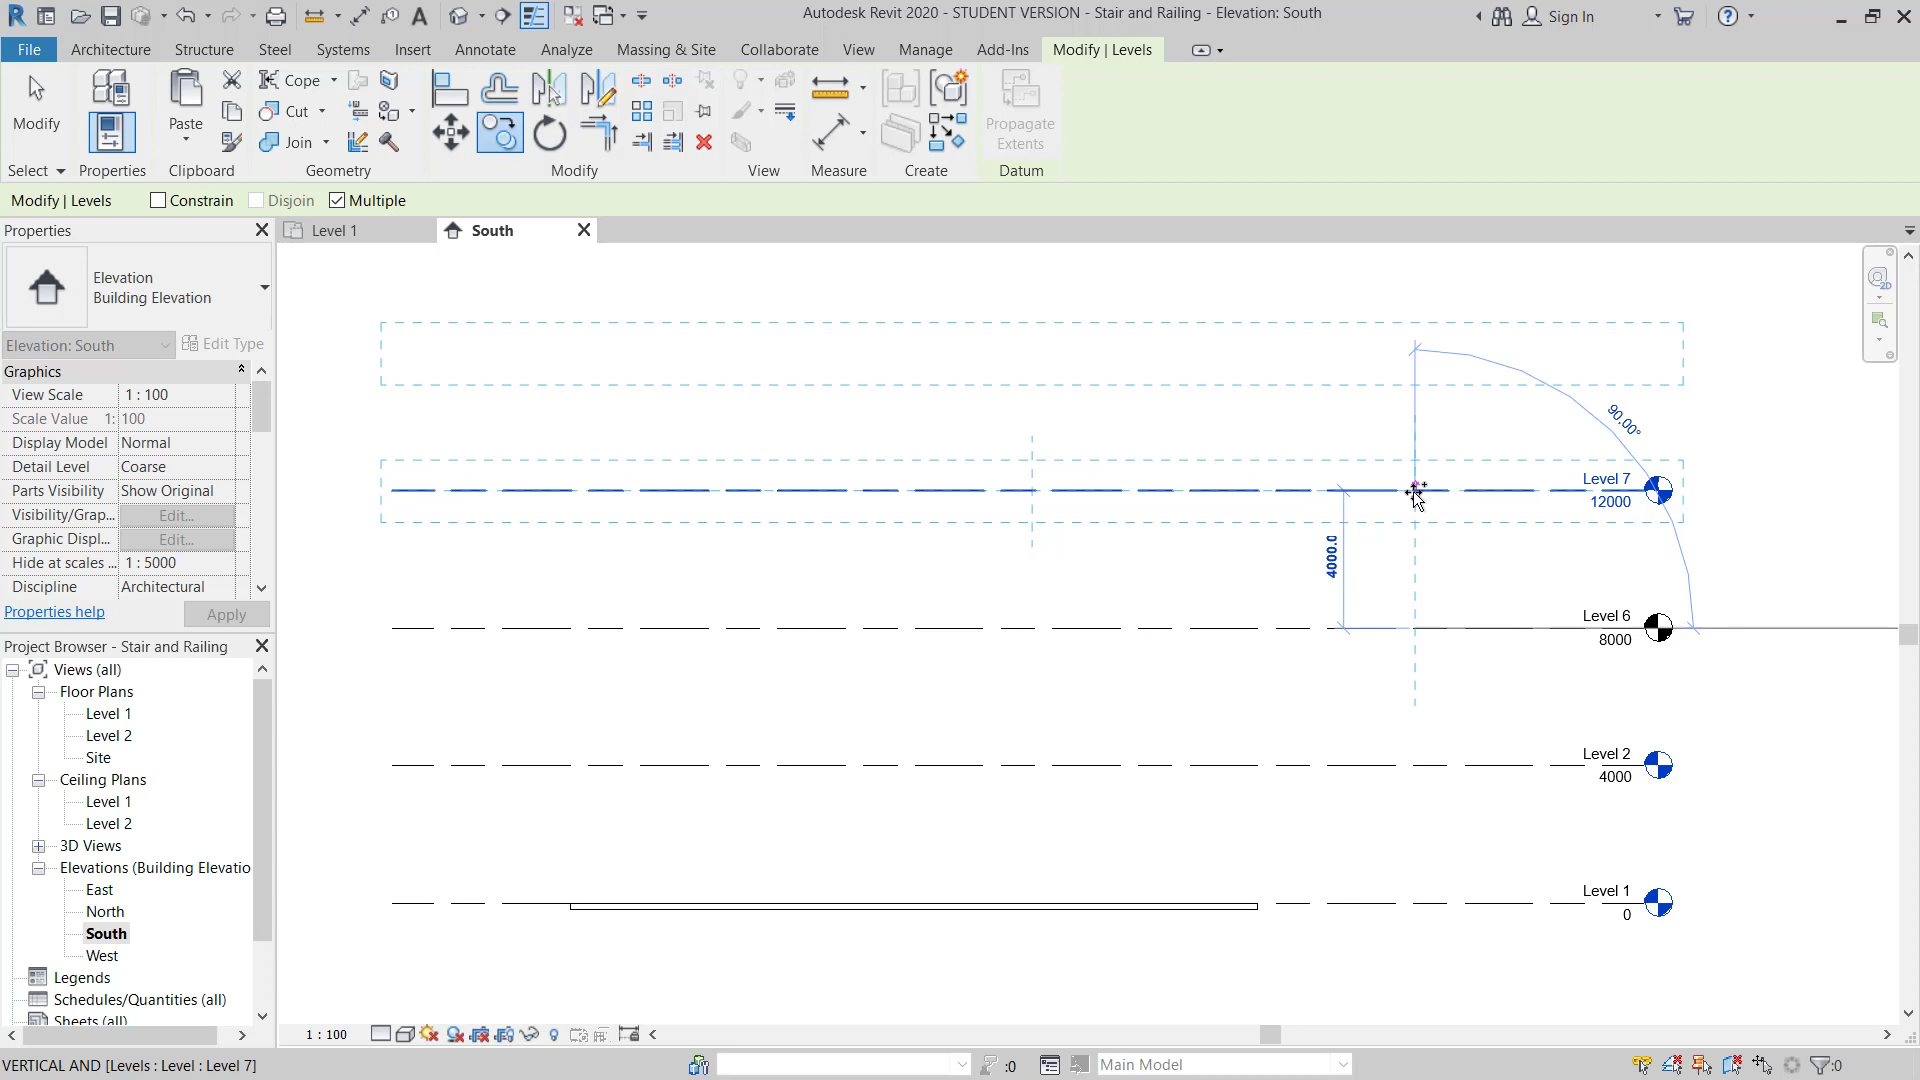 Autodesk Revit 2020 - STUDENT VERSION - Stair and Railing - Elevation: South
Sign In
File Architecture Structure Steel Systems Insert Annotate Analyze Massing & Site Collaborate View Manage Add-Ins Modify | Levels
Modify Paste Cope Cut Join Propagate Extents
Select Properties Clipboard Geometry Modify View Measure Create Datum
Modify | Levels Constrain Disjoin Multiple
Properties
Level 1 South
Elevation
Building Elevation
Elevation: South Edit Type
Graphics
View Scale 1 : 100
Scale Value 1: 100
Display Model Normal
Detail Level Coarse
Parts Visibility Show Original
Visibility/Grap... Edit...
Graphic Displ... Edit...
Hide at scales ... 1 : 5000
Discipline Architectural
Properties help Apply
Project Browser - Stair and Railing
Views (all)
Floor Plans
Level 1
Level 2
Site
Ceiling Plans
Level 1
Level 2
3D Views
Elevations (Building Elevatio
East
North
South
West
Legends
Schedules/Quantities (all)
Sheets (all)
2D
90.00°
Level 7
12000
4000.0
Level 6
8000
Level 2
4000
Level 1
0
1 : 100
VERTICAL AND [Levels : Level : Level 7]
:0
Main Model
:0